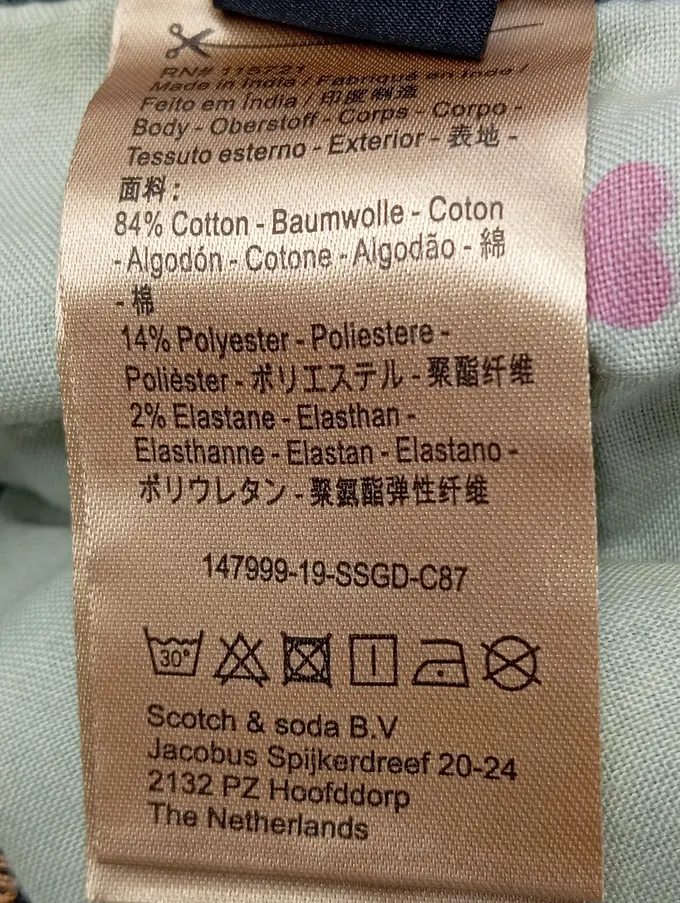 RN# 115721
Made in India / Fabriqué en Inde /
Feito em Índia / 印度製造
Body - Oberstoff - Corps - Corpo -
Tessuto esterno - Exterior - 表地 -
面料:
84% Cotton - Baumwolle - Coton
- Algodón - Cotone - Algodão - 綿
- 棉
14% Polyester - Poliestere -
Polièster - ポリエステル - 聚酯纤维
2% Elastane - Elasthan -
Elasthanne - Elastan - Elastano -
ポリウレタン - 聚氨酯弹性纤维
147999-19-SSGD-C87
30°
Scotch & soda B.V
Jacobus Spijkerdreef 20-24
2132 PZ Hoofddorp
The Netherlands